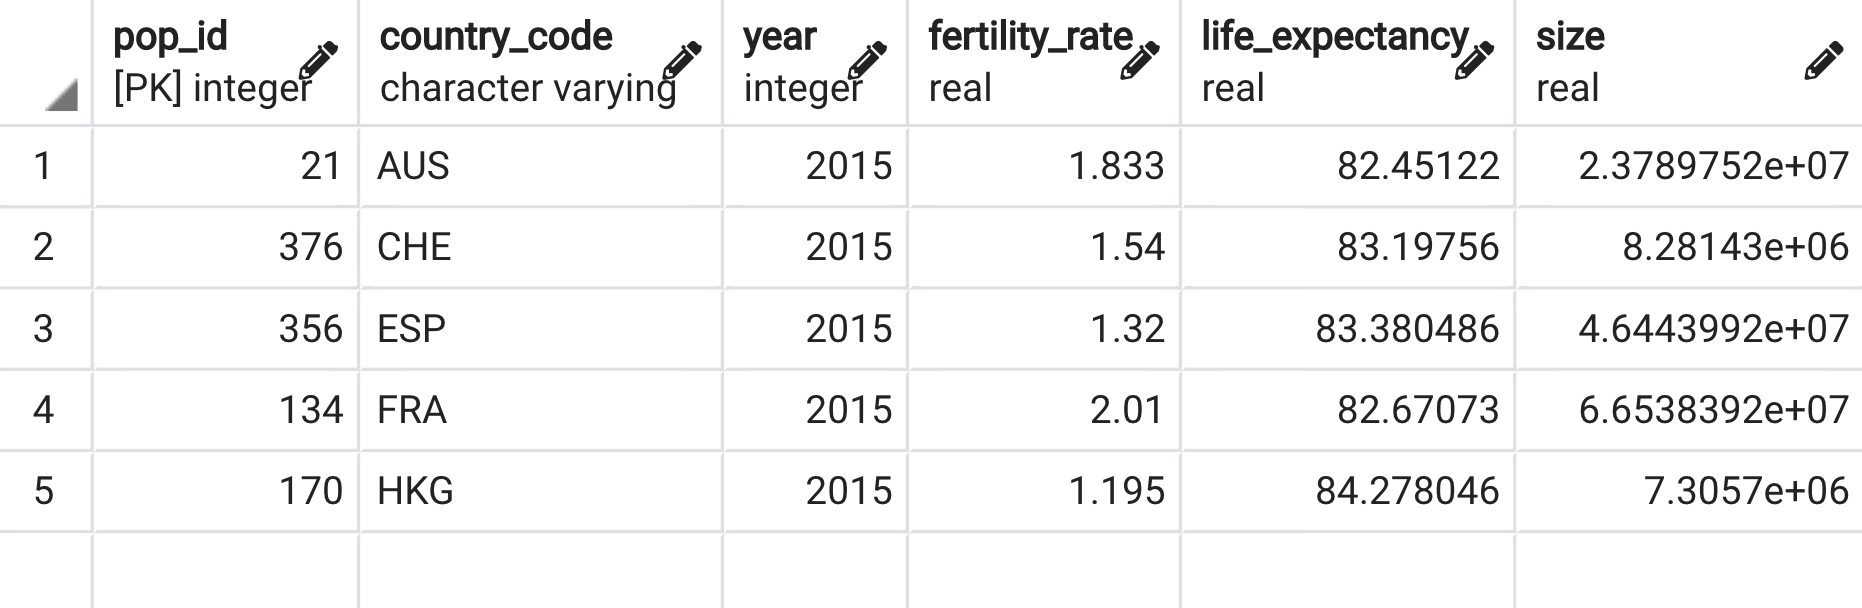 pop_id country_code year fertility_rate life_expectancy size
[PK] integer character varying integer real real real
1 21 AUS 2015 1.833 82.45122 2.3789752e+07
2 376 CHE 2015 1.54 83.19756 8.28143e+06
3 356 ESP 2015 1.32 83.380486 4.6443992e+07
4 134 FRA 2015 2.01 82.67073 6.6538392e+07
5 170 HKG 2015 1.195 84.278046 7.3057e+06